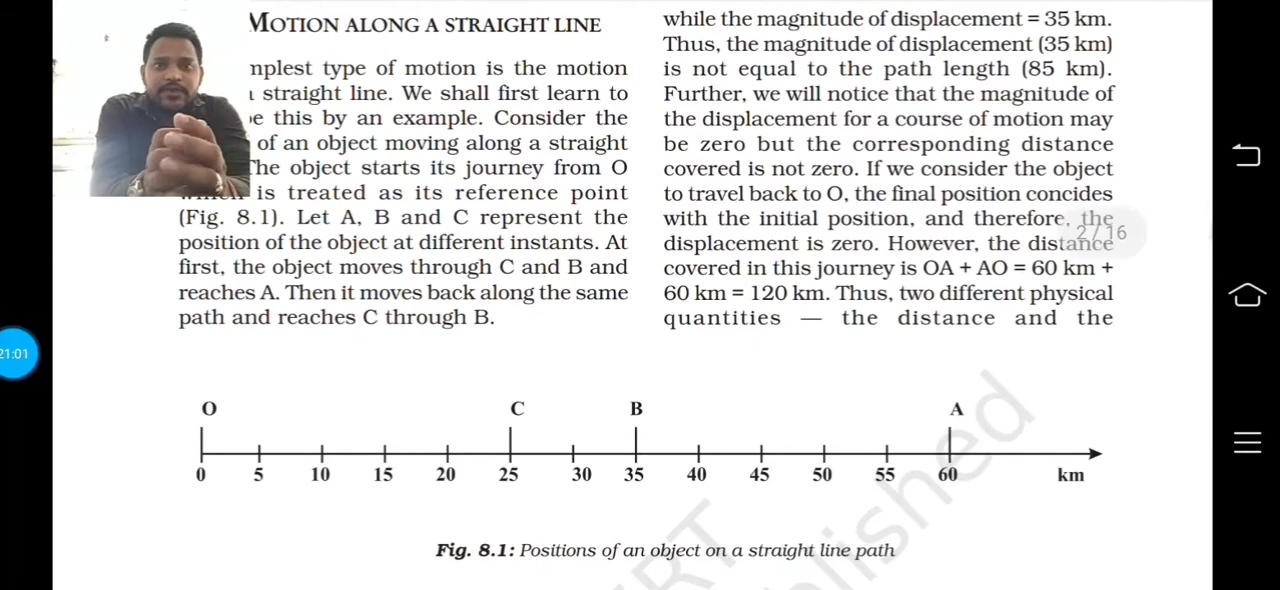 MOTION ALONG A STRAIGHT LINE
mplest type of motion is the motion
straight line. We shall first learn to
this by an example. Consider the
of an object moving along a straight
The object starts its journey from O
which is treated as its reference point
(Fig. 8.1). Let A, B and C represent the
position of the object at different instants. At
first, the object moves through C and B and
reaches A. Then it moves back along the same
path and reaches C through B.
while the magnitude of displacement = 35 km.
Thus, the magnitude of displacement (35 km)
is not equal to the path length (85 km).
Further, we will notice that the magnitude of
the displacement for a course of motion may
be zero but the corresponding distance
covered is not zero. If we consider the object
to travel back to O, the final position concides
with the initial position, and therefore, the
displacement is zero. However, the distance
covered in this journey is OA + AO = 60 km +
60 km = 120 km. Thus, two different physical
quantities — the distance and the
2/16
21:01
O C B A
0 5 10 15 20 25 30 35 40 45 50 55 60 km
Fig. 8.1: Positions of an object on a straight line path